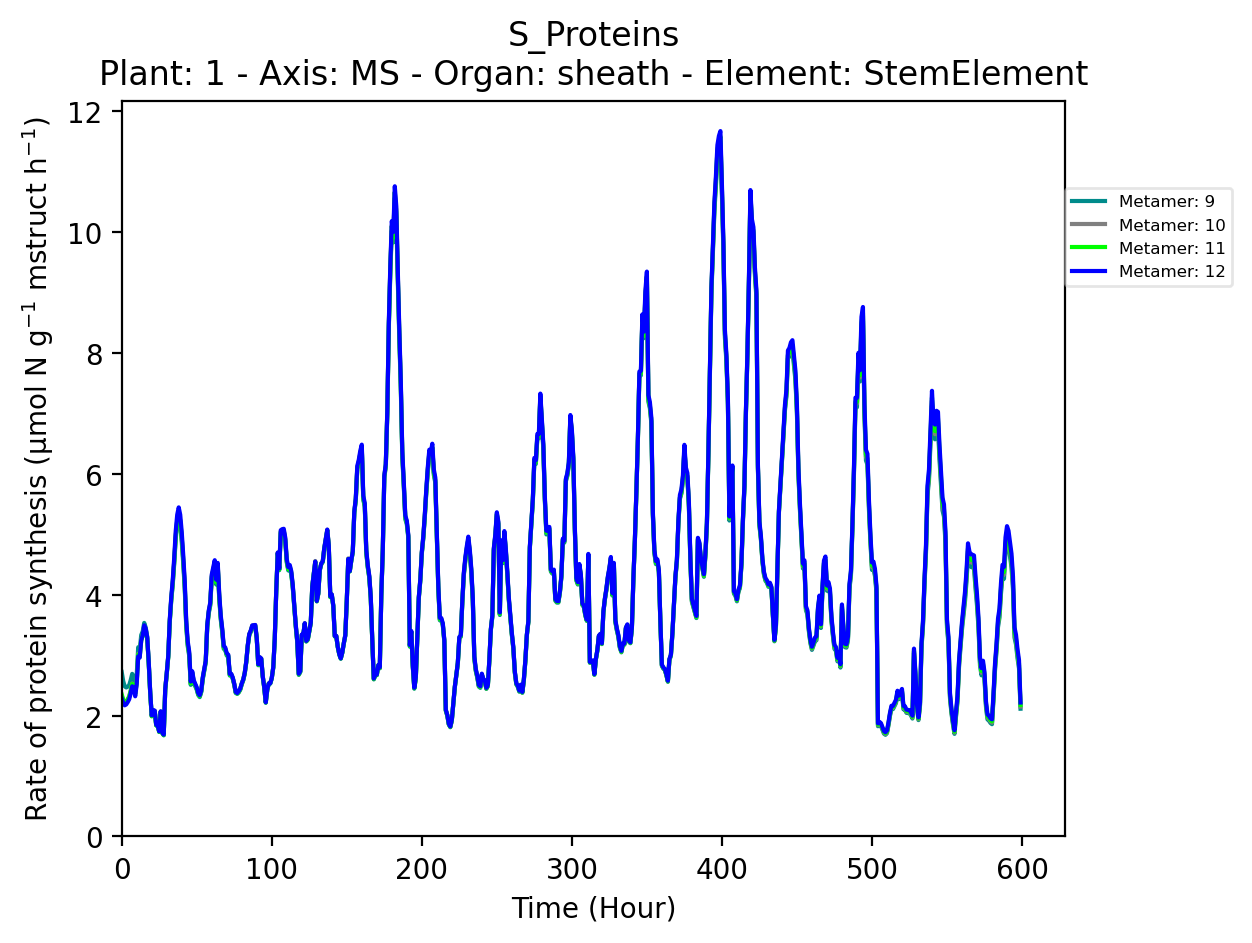 S_Proteins
Plant: 1 - Axis: MS - Organ: sheath - Element: StemElement
Rate of protein synthesis (µmol N g⁻¹ mstruct h⁻¹)
12
10
8
6
4
2
0
0 100 200 300 400 500 600
Time (Hour)
Metamer: 9
Metamer: 10
Metamer: 11
Metamer: 12